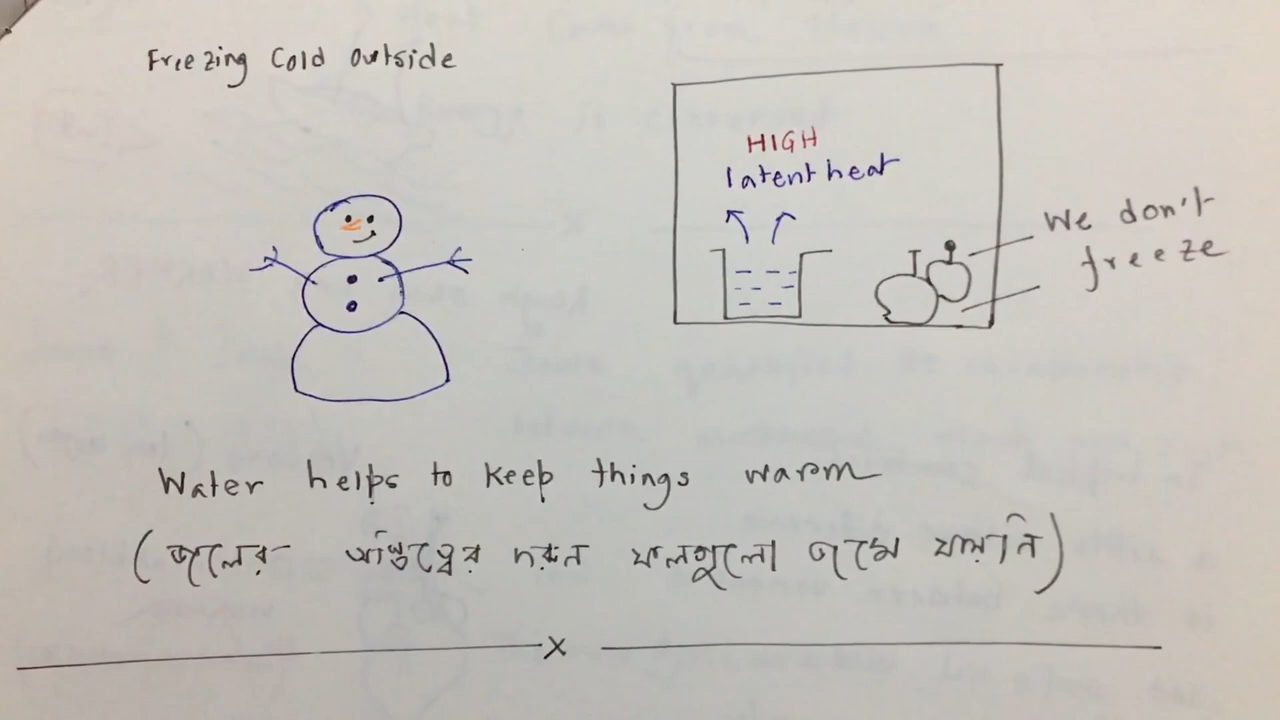 Freezing Cold outside
HIGH
latent heat
We don't
freeze
Water helps to keep things warm
(জলের অস্তিত্বের দরুন ফলগুলো জমে যায়নি)
x